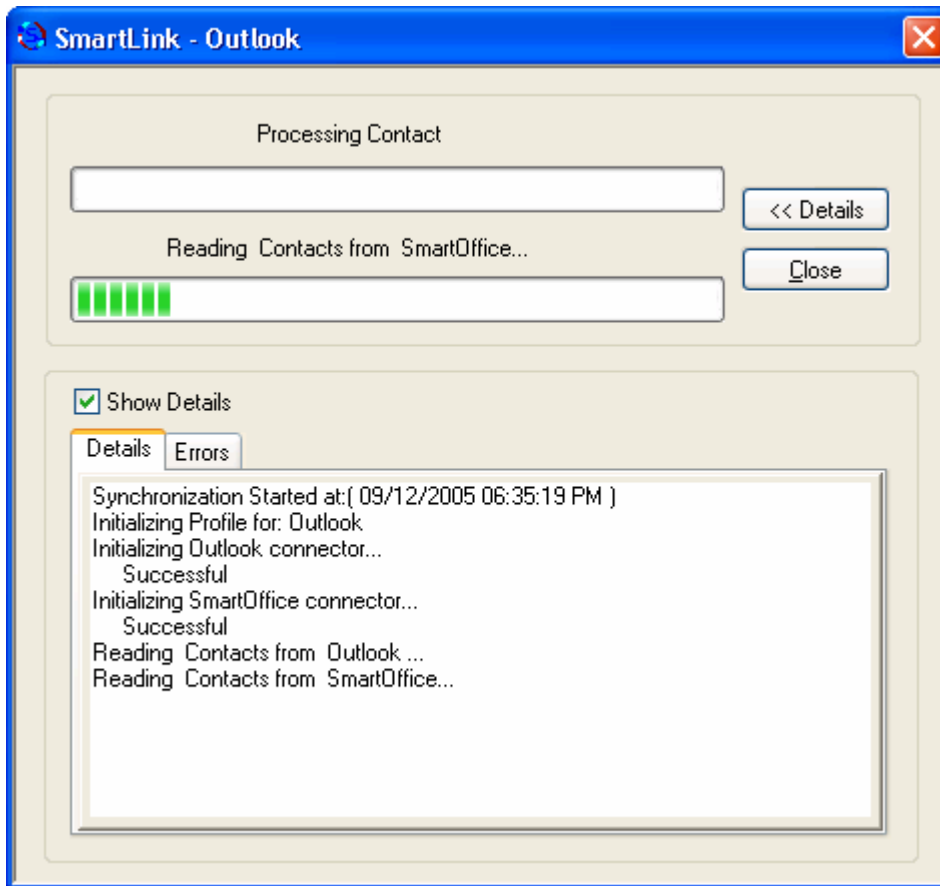 SmartLink - Outlook
Processing Contact
<< Details
Reading Contacts from SmartOffice...
Close
Show Details
Details
Errors
Synchronization Started at:( 09/12/2005 06:35:19 PM )
Initializing Profile for: Outlook
Initializing Outlook connector...
Successful
Initializing SmartOffice connector...
Successful
Reading Contacts from Outlook ...
Reading Contacts from SmartOffice...